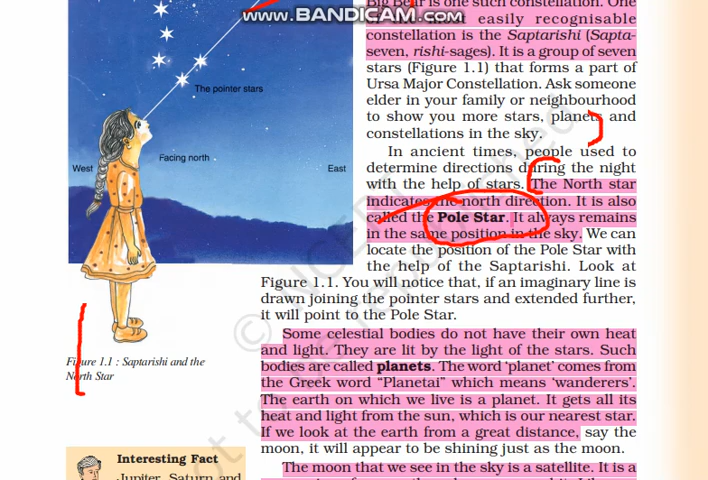 www.BANDICAM.com
Big Bear is one such constellation. One
most easily recognisable
constellation is the Saptarishi (Sapta-
seven, rishi-sages). It is a group of seven
stars (Figure 1.1) that forms a part of
Ursa Major Constellation. Ask someone
elder in your family or neighbourhood
to show you more stars, planets and
constellations in the sky.
In ancient times, people used to
determine directions during the night
with the help of stars. The North star
indicates the north direction. It is also
called the Pole Star. It always remains
in the same position in the sky. We can
locate the position of the Pole Star with
the help of the Saptarishi. Look at
Figure 1.1. You will notice that, if an imaginary line is
drawn joining the pointer stars and extended further,
it will point to the Pole Star.
The pointer stars
Facing north
West
East
Figure 1.1 : Saptarishi and the
North Star
Some celestial bodies do not have their own heat
and light. They are lit by the light of the stars. Such
bodies are called planets. The word 'planet' comes from
the Greek word "Planetai" which means 'wanderers'.
The earth on which we live is a planet. It gets all its
heat and light from the sun, which is our nearest star.
If we look at the earth from a great distance, say the
moon, it will appear to be shining just as the moon.
The moon that we see in the sky is a satellite. It is a
Interesting Fact
Jupiter, Saturn and